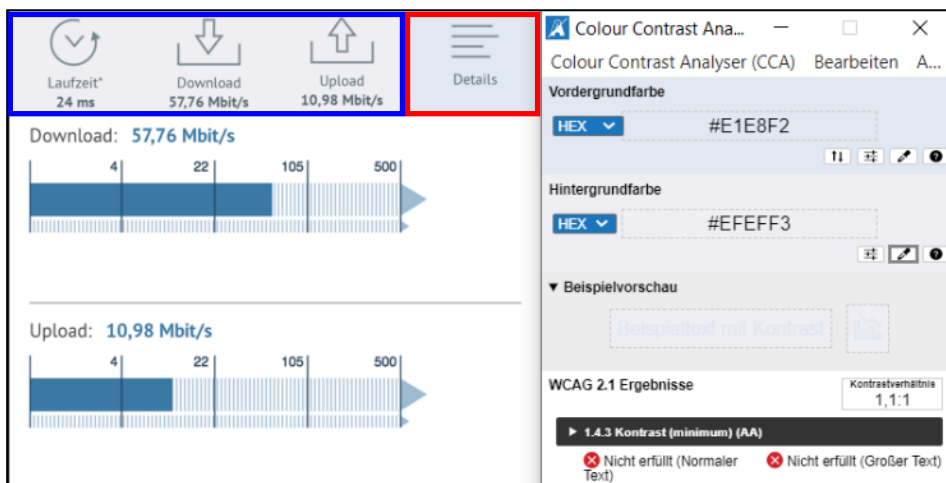 Laufzeit* Download Upload Details
24 ms 57,76 Mbit/s 10,98 Mbit/s
Download: 57,76 Mbit/s
4 22 105 500
Upload: 10,98 Mbit/s
4 22 105 500
Colour Contrast Ana...
Colour Contrast Analyser (CCA) Bearbeiten A...
Vordergrundfarbe
HEX #E1E8F2
Hintergrundfarbe
HEX #EFEFF3
Beispielvorschau
Beispieltext mit Kontrast
WCAG 2.1 Ergebnisse
Kontrastverhältnis
1,1:1
1.4.3 Kontrast (minimum) (AA)
Nicht erfüllt (Normaler Text)
Nicht erfüllt (Großer Text)